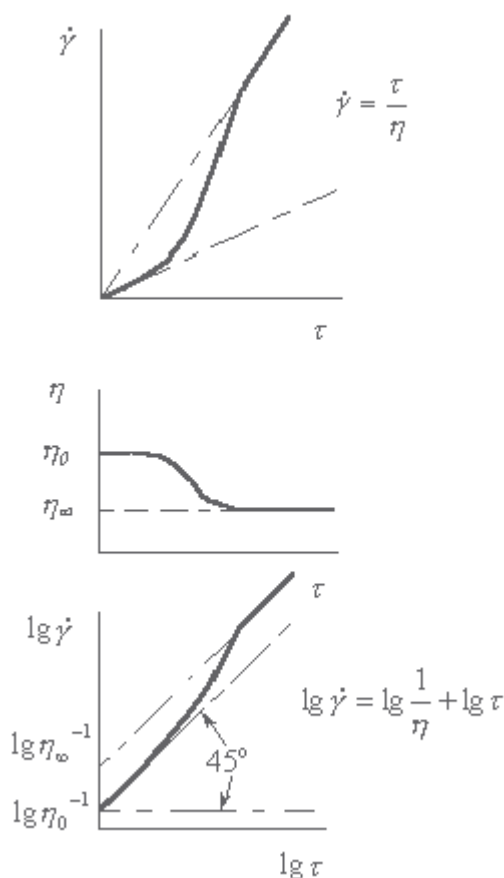 γ̇
γ̇ = τ/η
τ
η
η₀
η∞
τ
lg γ̇
lg γ̇ = lg 1/η + lg τ
lg η∞⁻¹
45°
lg η₀⁻¹
lg τ